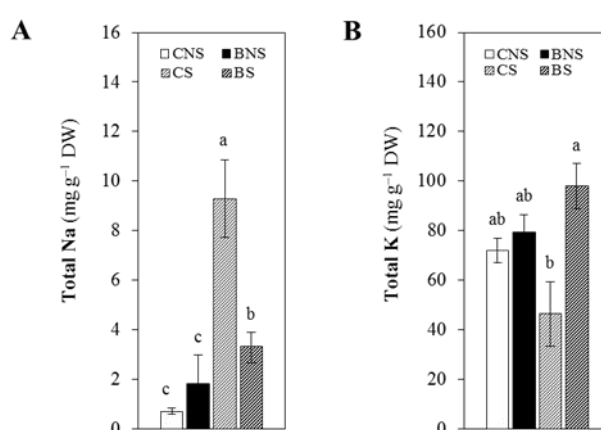 A
Total Na (mg g⁻¹ DW)
16
14
12
10
8
6
4
2
0
CNS BNS
CS BS
c
c
a
b
B
Total K (mg g⁻¹ DW)
160
140
120
100
80
60
40
20
0
CNS BNS
CS BS
ab
ab
b
a